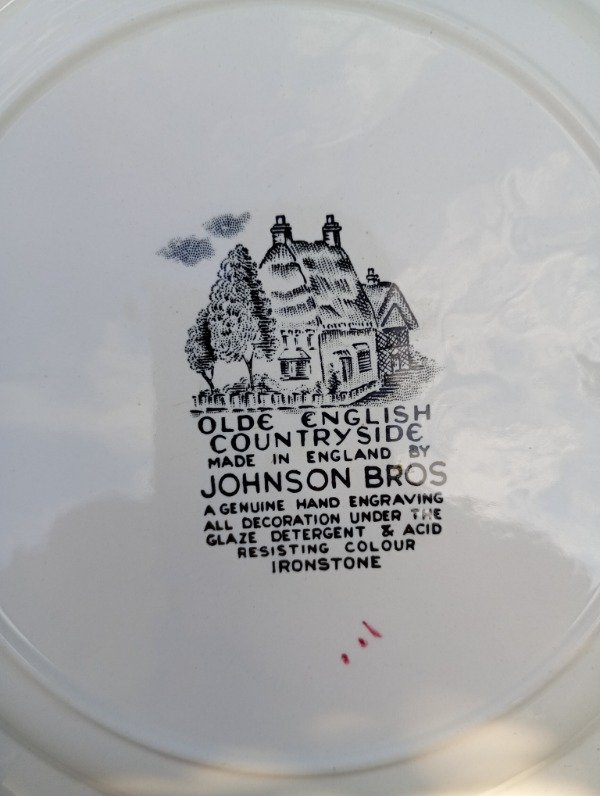 OLDE ENGLISH
COUNTRYSIDE
MADE IN ENGLAND BY
JOHNSON BROS
A GENUINE HAND ENGRAVING
ALL DECORATION UNDER THE
GLAZE DETERGENT & ACID
RESISTING COLOUR
IRONSTONE